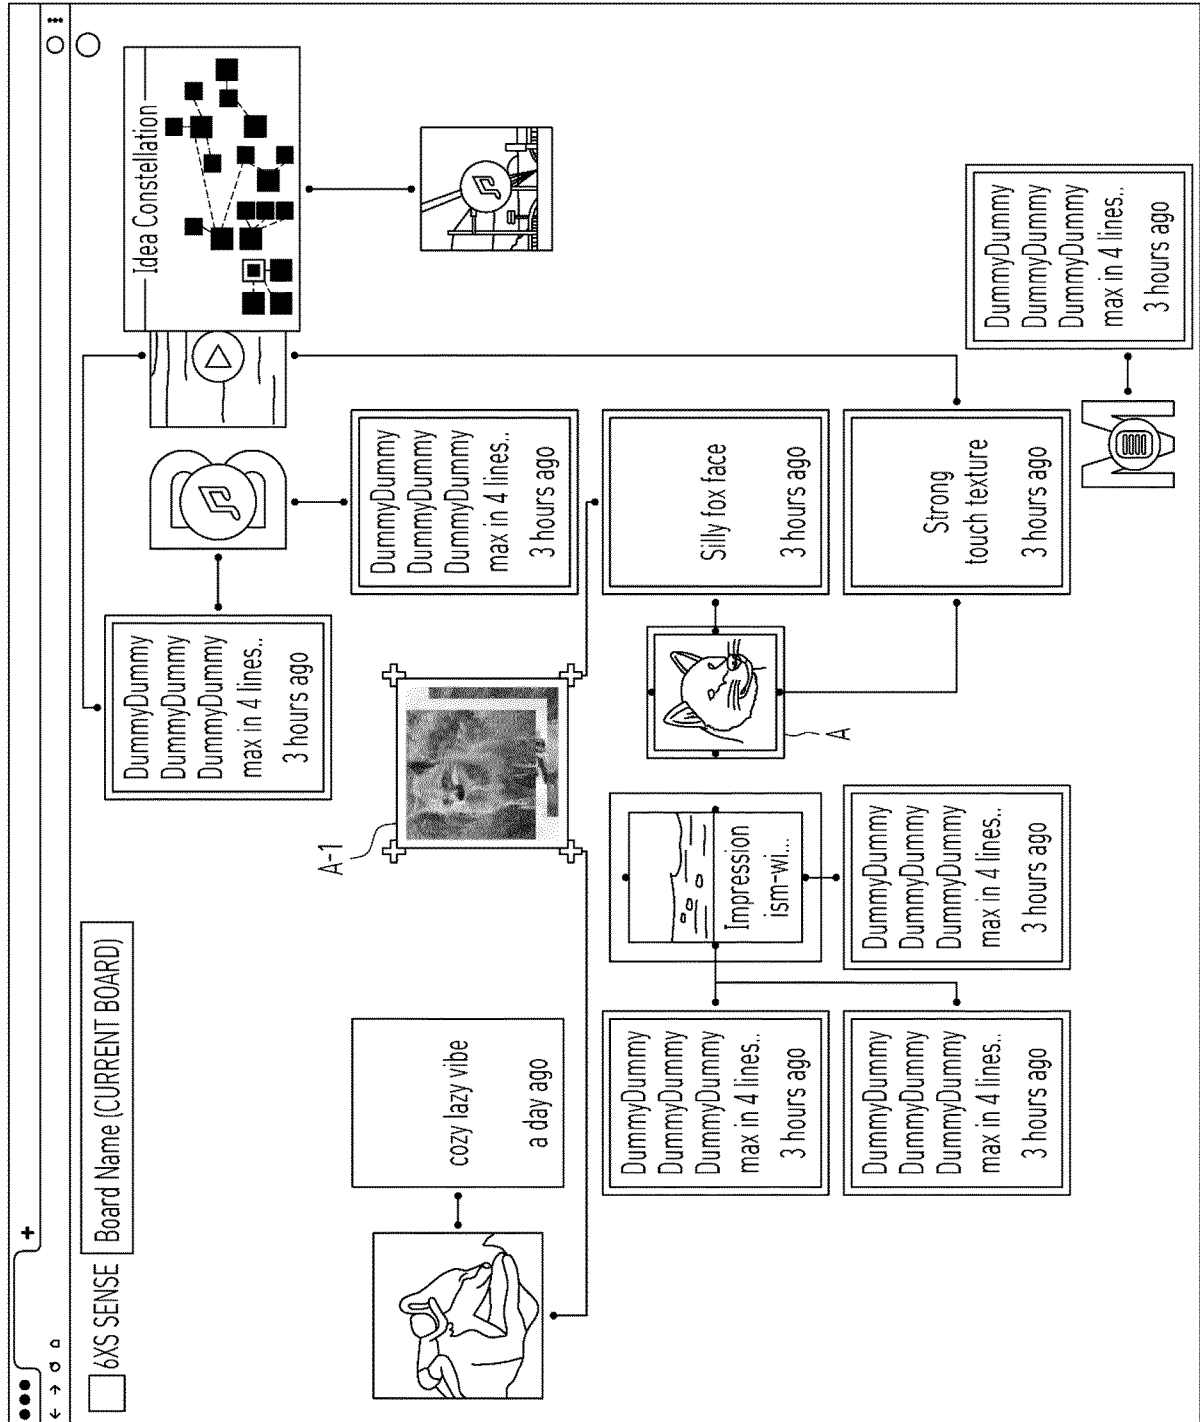 6XS SENSE
Board Name (CURRENT BOARD)
Idea Constellation
DummyDummy
DummyDummy
DummyDummy
max in 4 lines..
3 hours ago
A-1
cozy lazy vibe
a day ago
DummyDummy
DummyDummy
DummyDummy
max in 4 lines..
3 hours ago
DummyDummy
DummyDummy
DummyDummy
max in 4 lines..
3 hours ago
Impression
ism-wi...
A
Silly fox face
3 hours ago
DummyDummy
DummyDummy
DummyDummy
max in 4 lines..
3 hours ago
DummyDummy
DummyDummy
DummyDummy
max in 4 lines..
3 hours ago
Strong
touch texture
3 hours ago
M
DummyDummy
DummyDummy
DummyDummy
max in 4 lines..
3 hours ago